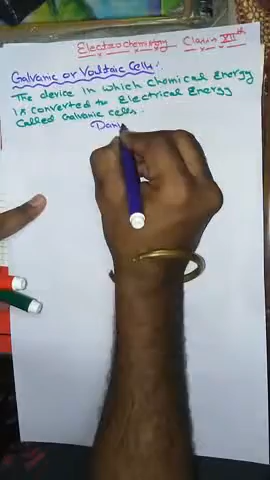 Electrochemistry Class:- XIIth
Galvanic or Voltaic Cells:-
The device in which Chemical Energy
is converted to Electrical Energy
Called Galvanic cells.
Dani